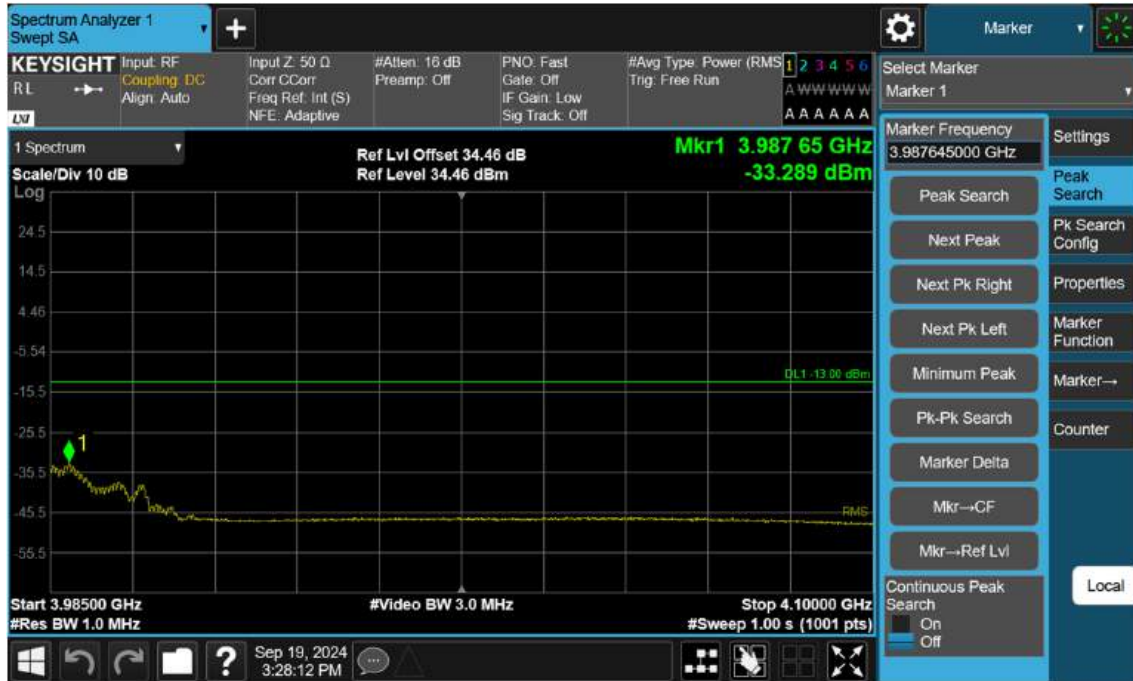 Spectrum Analyzer 1
Swept SA
Marker
KEYSIGHT
RL
LXI
Input: RF
Coupling: DC
Align: Auto
Input Z: 50 Ω
Corr CCorr
Freq Ref: Int (S)
NFE: Adaptive
#Atten: 16 dB
Preamp: Off
PNO: Fast
Gate: Off
IF Gain: Low
Sig Track: Off
#Avg Type: Power (RMS
Trig: Free Run
1 2 3 4 5 6
A W W W W W
A A A A A A
Select Marker
Marker 1
1 Spectrum
Scale/Div 10 dB
Ref Lvl Offset 34.46 dB
Ref Level 34.46 dBm
Mkr1 3.987 65 GHz
-33.289 dBm
Log
24.5
14.5
4.46
-5.54
-15.5
-25.5
-35.5
-45.5
-55.5
DL1 -13.00 dBm
1
RMS
Start 3.98500 GHz
#Res BW 1.0 MHz
#Video BW 3.0 MHz
Stop 4.10000 GHz
#Sweep 1.00 s (1001 pts)
Marker Frequency
3.987645000 GHz
Peak Search
Next Peak
Next Pk Right
Next Pk Left
Minimum Peak
Pk-Pk Search
Marker Delta
Mkr→CF
Mkr→Ref Lvl
Continuous Peak
Search
On
Off
Settings
Peak
Search
Pk Search
Config
Properties
Marker
Function
Marker→
Counter
Local
?
Sep 19, 2024
3:28:12 PM